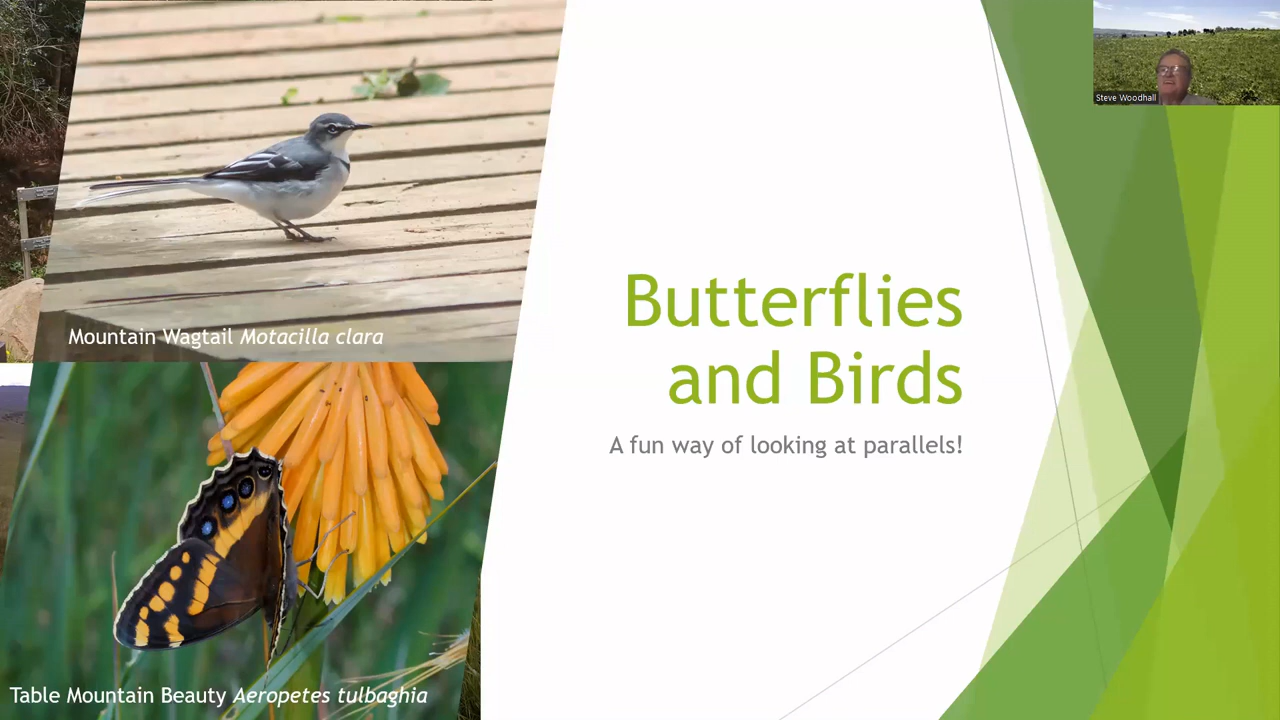 Steve Woodhall
Mountain Wagtail Motacilla clara
Butterflies
and Birds
A fun way of looking at parallels!
Table Mountain Beauty Aeropetes tulbaghia